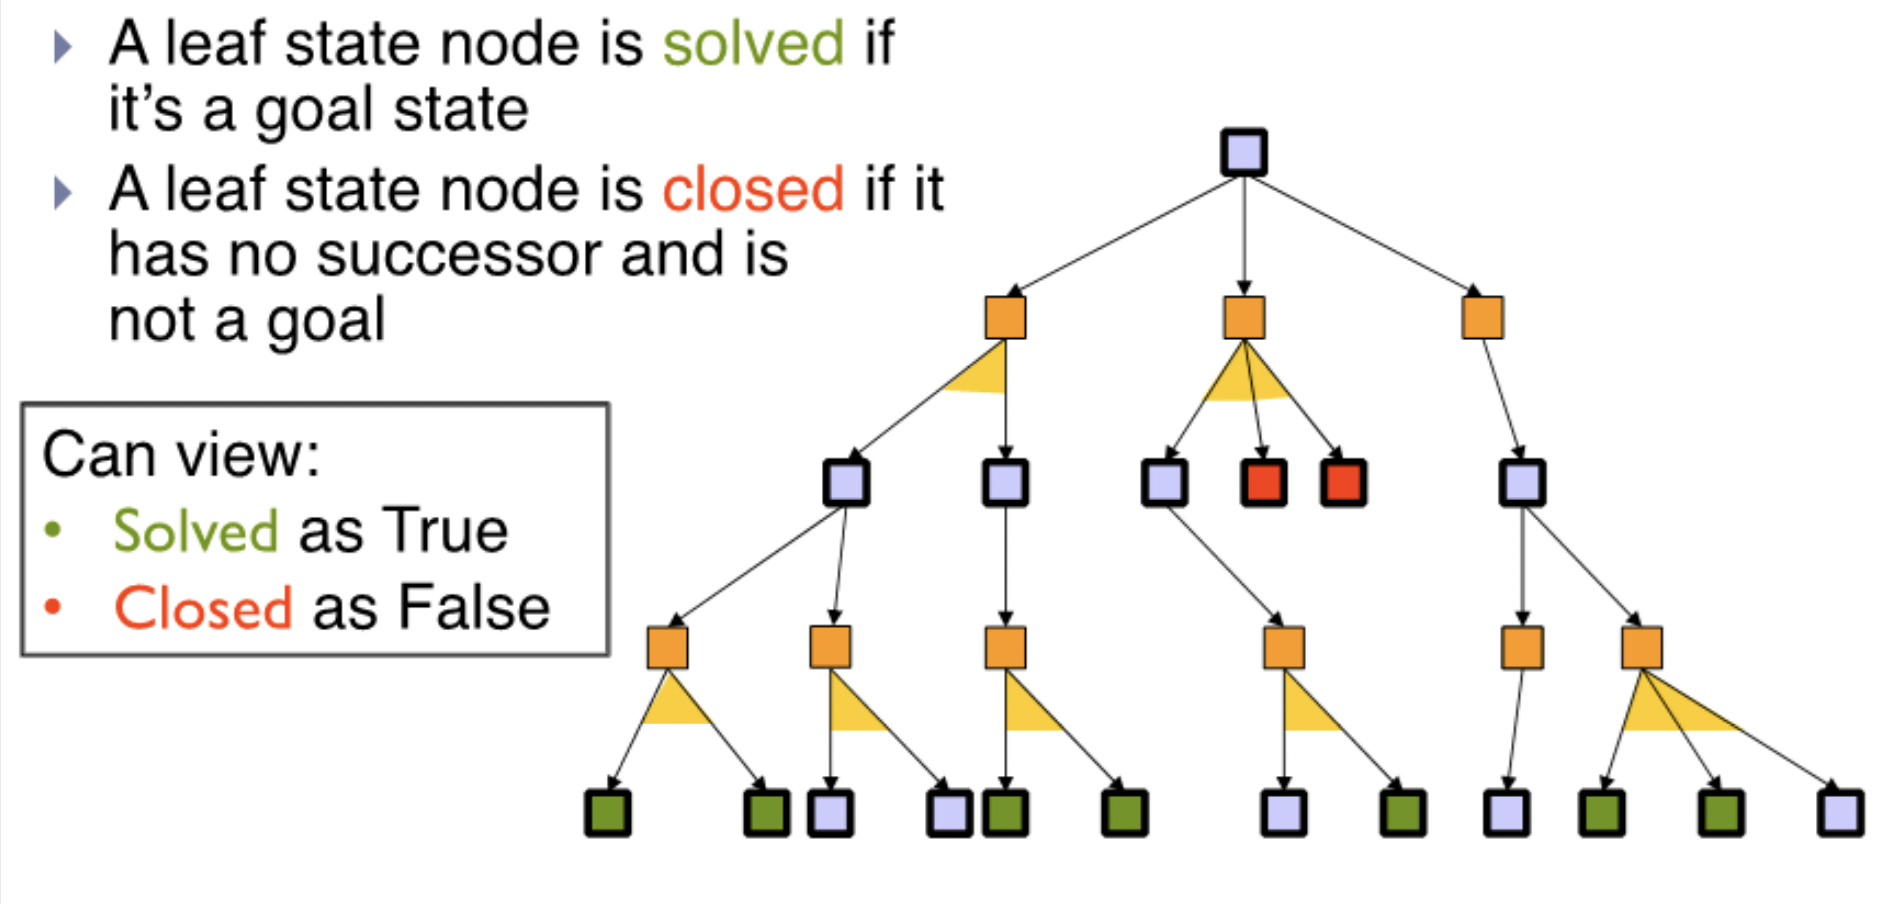 A leaf state node is solved if
it’s a goal state
A leaf state node is closed if it
has no successor and is
not a goal
Can view:
• Solved as True
• Closed as False